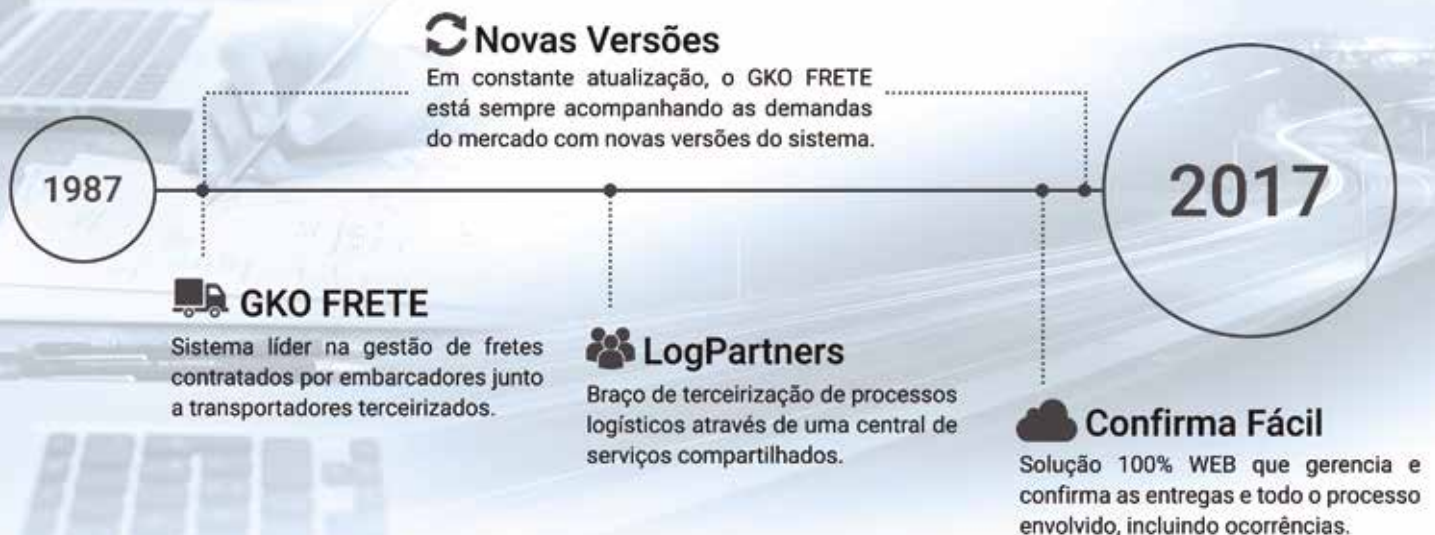 Novas Versões
Em constante atualização, o GKO FRETE
está sempre acompanhando as demandas
do mercado com novas versões do sistema.
1987
2017
GKO FRETE
Sistema líder na gestão de fretes
contratados por embarcadores junto
a transportadores terceirizados.
LogPartners
Braço de terceirização de processos
logísticos através de uma central de
serviços compartilhados.
Confirma Fácil
Solução 100% WEB que gerencia e
confirma as entregas e todo o processo
envolvido, incluindo ocorrências.